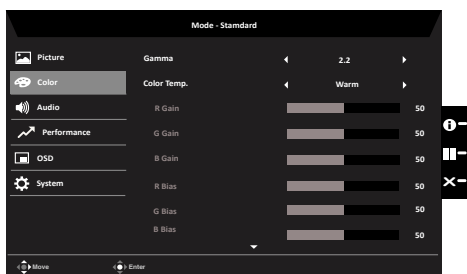 Mode - Standard
Picture
Color
Audio
Performance
OSD
System
Gamma 2.2
Color Temp. Warm
R Gain 50
G Gain 50
B Gain 50
R Bias 50
G Bias 50
B Bias 50
Move Enter